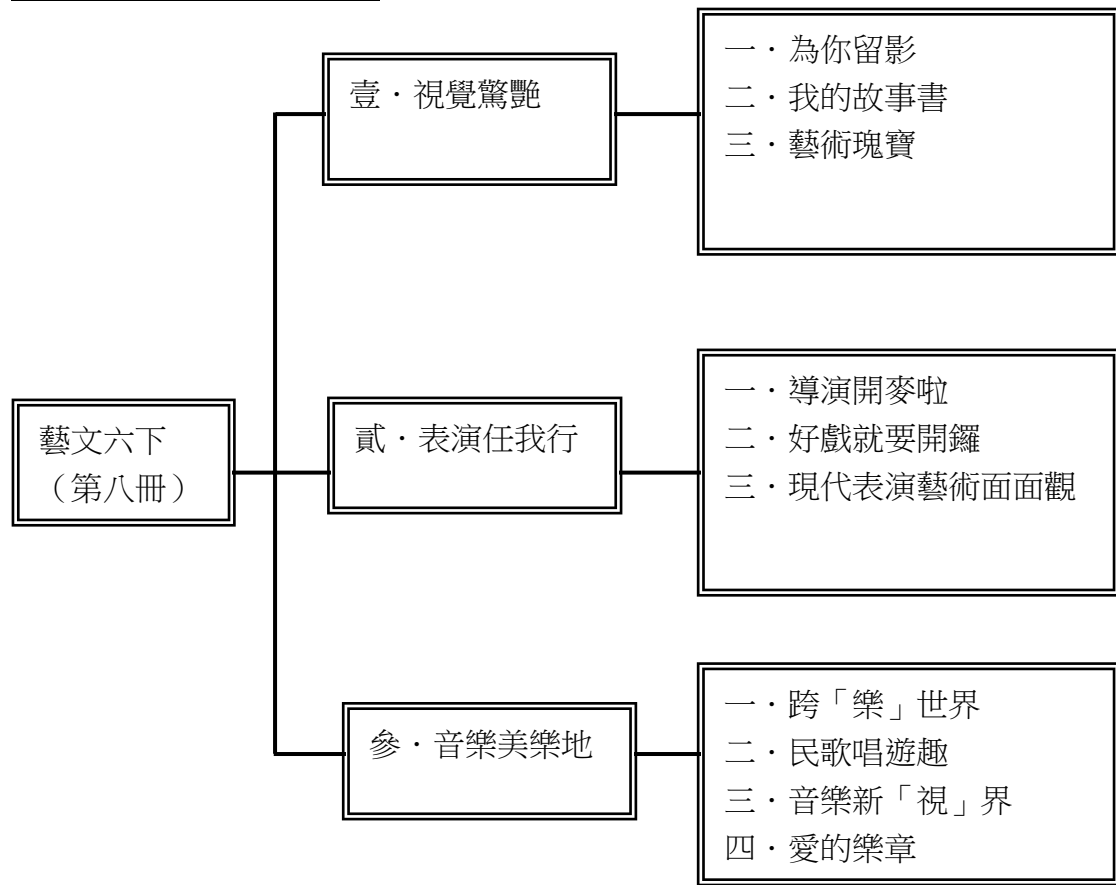 壹．視覺驚艷
一．為你留影
二．我的故事書
三．藝術瑰寶
藝文六下
（第八冊）
貳．表演任我行
一．導演開麥啦
二．好戲就要開鑼
三．現代表演藝術面面觀
參．音樂美樂地
一．跨「樂」世界
二．民歌唱遊趣
三．音樂新「視」界
四．愛的樂章